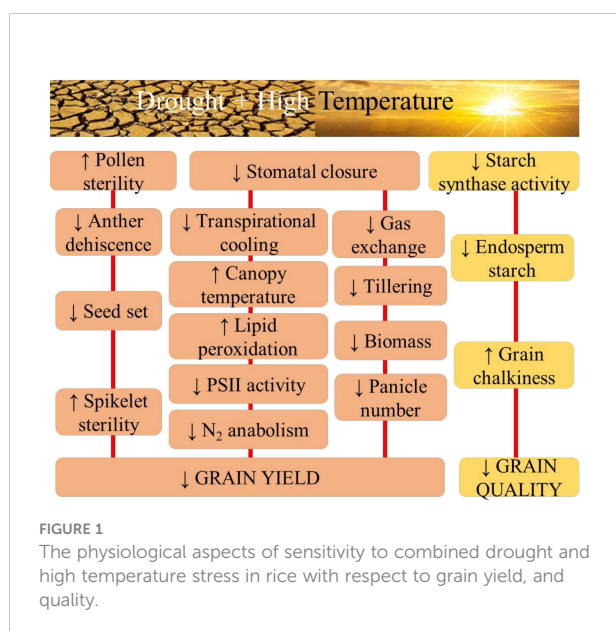 Drought + High Temperature
↑ Pollen
sterility
↓ Anther
dehiscence
↓ Seed set
↑ Spikelet
sterility
↓ Stomatal closure
↓ Transpirational
cooling
↑ Canopy
temperature
↑ Lipid
peroxidation
↓ PSII activity
↓ N₂ anabolism
↓ Gas
exchange
↓ Tillering
↓ Biomass
↓ Panicle
number
↓ GRAIN YIELD
↓ Starch
synthase activity
↓ Endosperm
starch
↑ Grain
chalkiness
↓ GRAIN
QUALITY
FIGURE 1
The physiological aspects of sensitivity to combined drought and
high temperature stress in rice with respect to grain yield, and
quality.